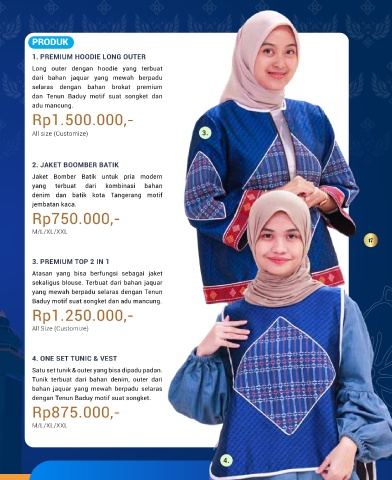 PRODUK
1. PREMIUM HOODIE LONG OUTER
Long outer dengan hoodie yang terbuat
dari bahan jaquar yang mewah berpadu
selaras dengan bahan brokat premium
dan Tenun Baduy motif suat songket dan
adu mancung.
Rp1.500.000,-
All size (Customize)
2. JAKET BOOMBER BATIK
Jaket Bomber Batik untuk pria modern
yang terbuat dari kombinasi bahan
denim dan batik kota Tangerang motif
jembatan kaca.
Rp750.000,-
M/L/XL/XXL
3. PREMIUM TOP 2 IN 1
Atasan yang bisa berfungsi sebagai jaket
sekaligus blouse. Terbuat dari bahan jaquar
yang mewah berpadu selaras dengan Tenun
Baduy motif suat songket dan adu mancung.
Rp1.250.000,-
All Size (Customize)
4. ONE SET TUNIC & VEST
Satu set tunik & outer yang bisa dipadu padan.
Tunik terbuat dari bahan denim, outer dari
bahan jaquar yang mewah berpadu selaras
dengan Tenun Baduy motif suat songket.
Rp875.000,-
M/L/XL/XXL
3.
17
4.